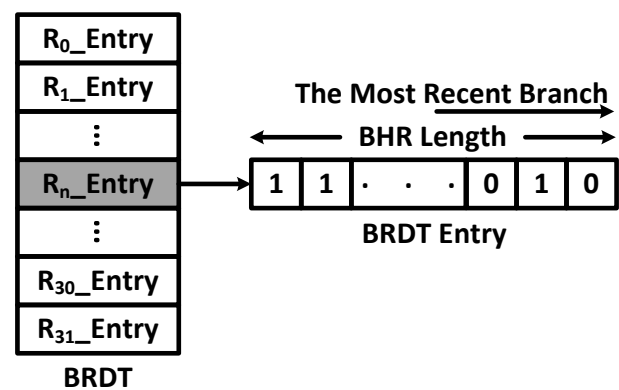 R₀_Entry
R₁_Entry
⋮
Rₙ_Entry
⋮
R₃₀_Entry
R₃₁_Entry
BRDT
The Most Recent Branch
BHR Length
1 1 · · · 0 1 0
BRDT Entry